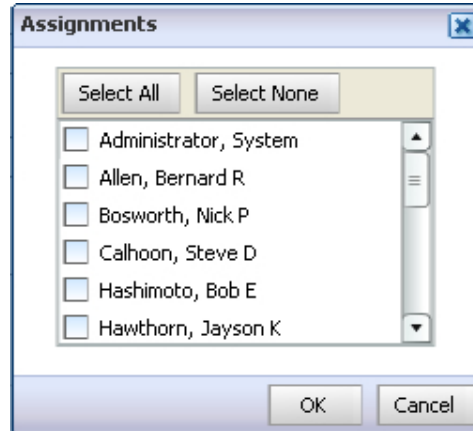 Assignments
Select All Select None
Administrator, System
Allen, Bernard R
Bosworth, Nick P
Calhoon, Steve D
Hashimoto, Bob E
Hawthorn, Jayson K
OK Cancel